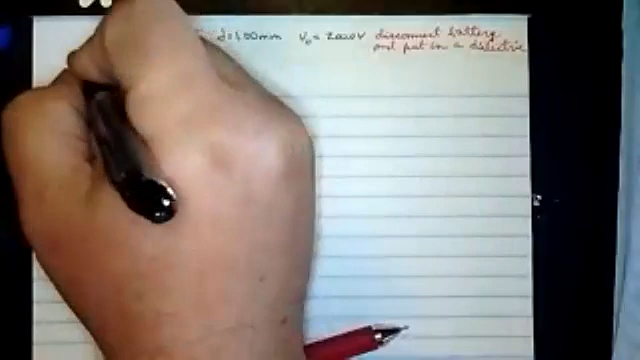 d=1,00mm V₀ = 2000V disconnect battery
and put in a dielectric